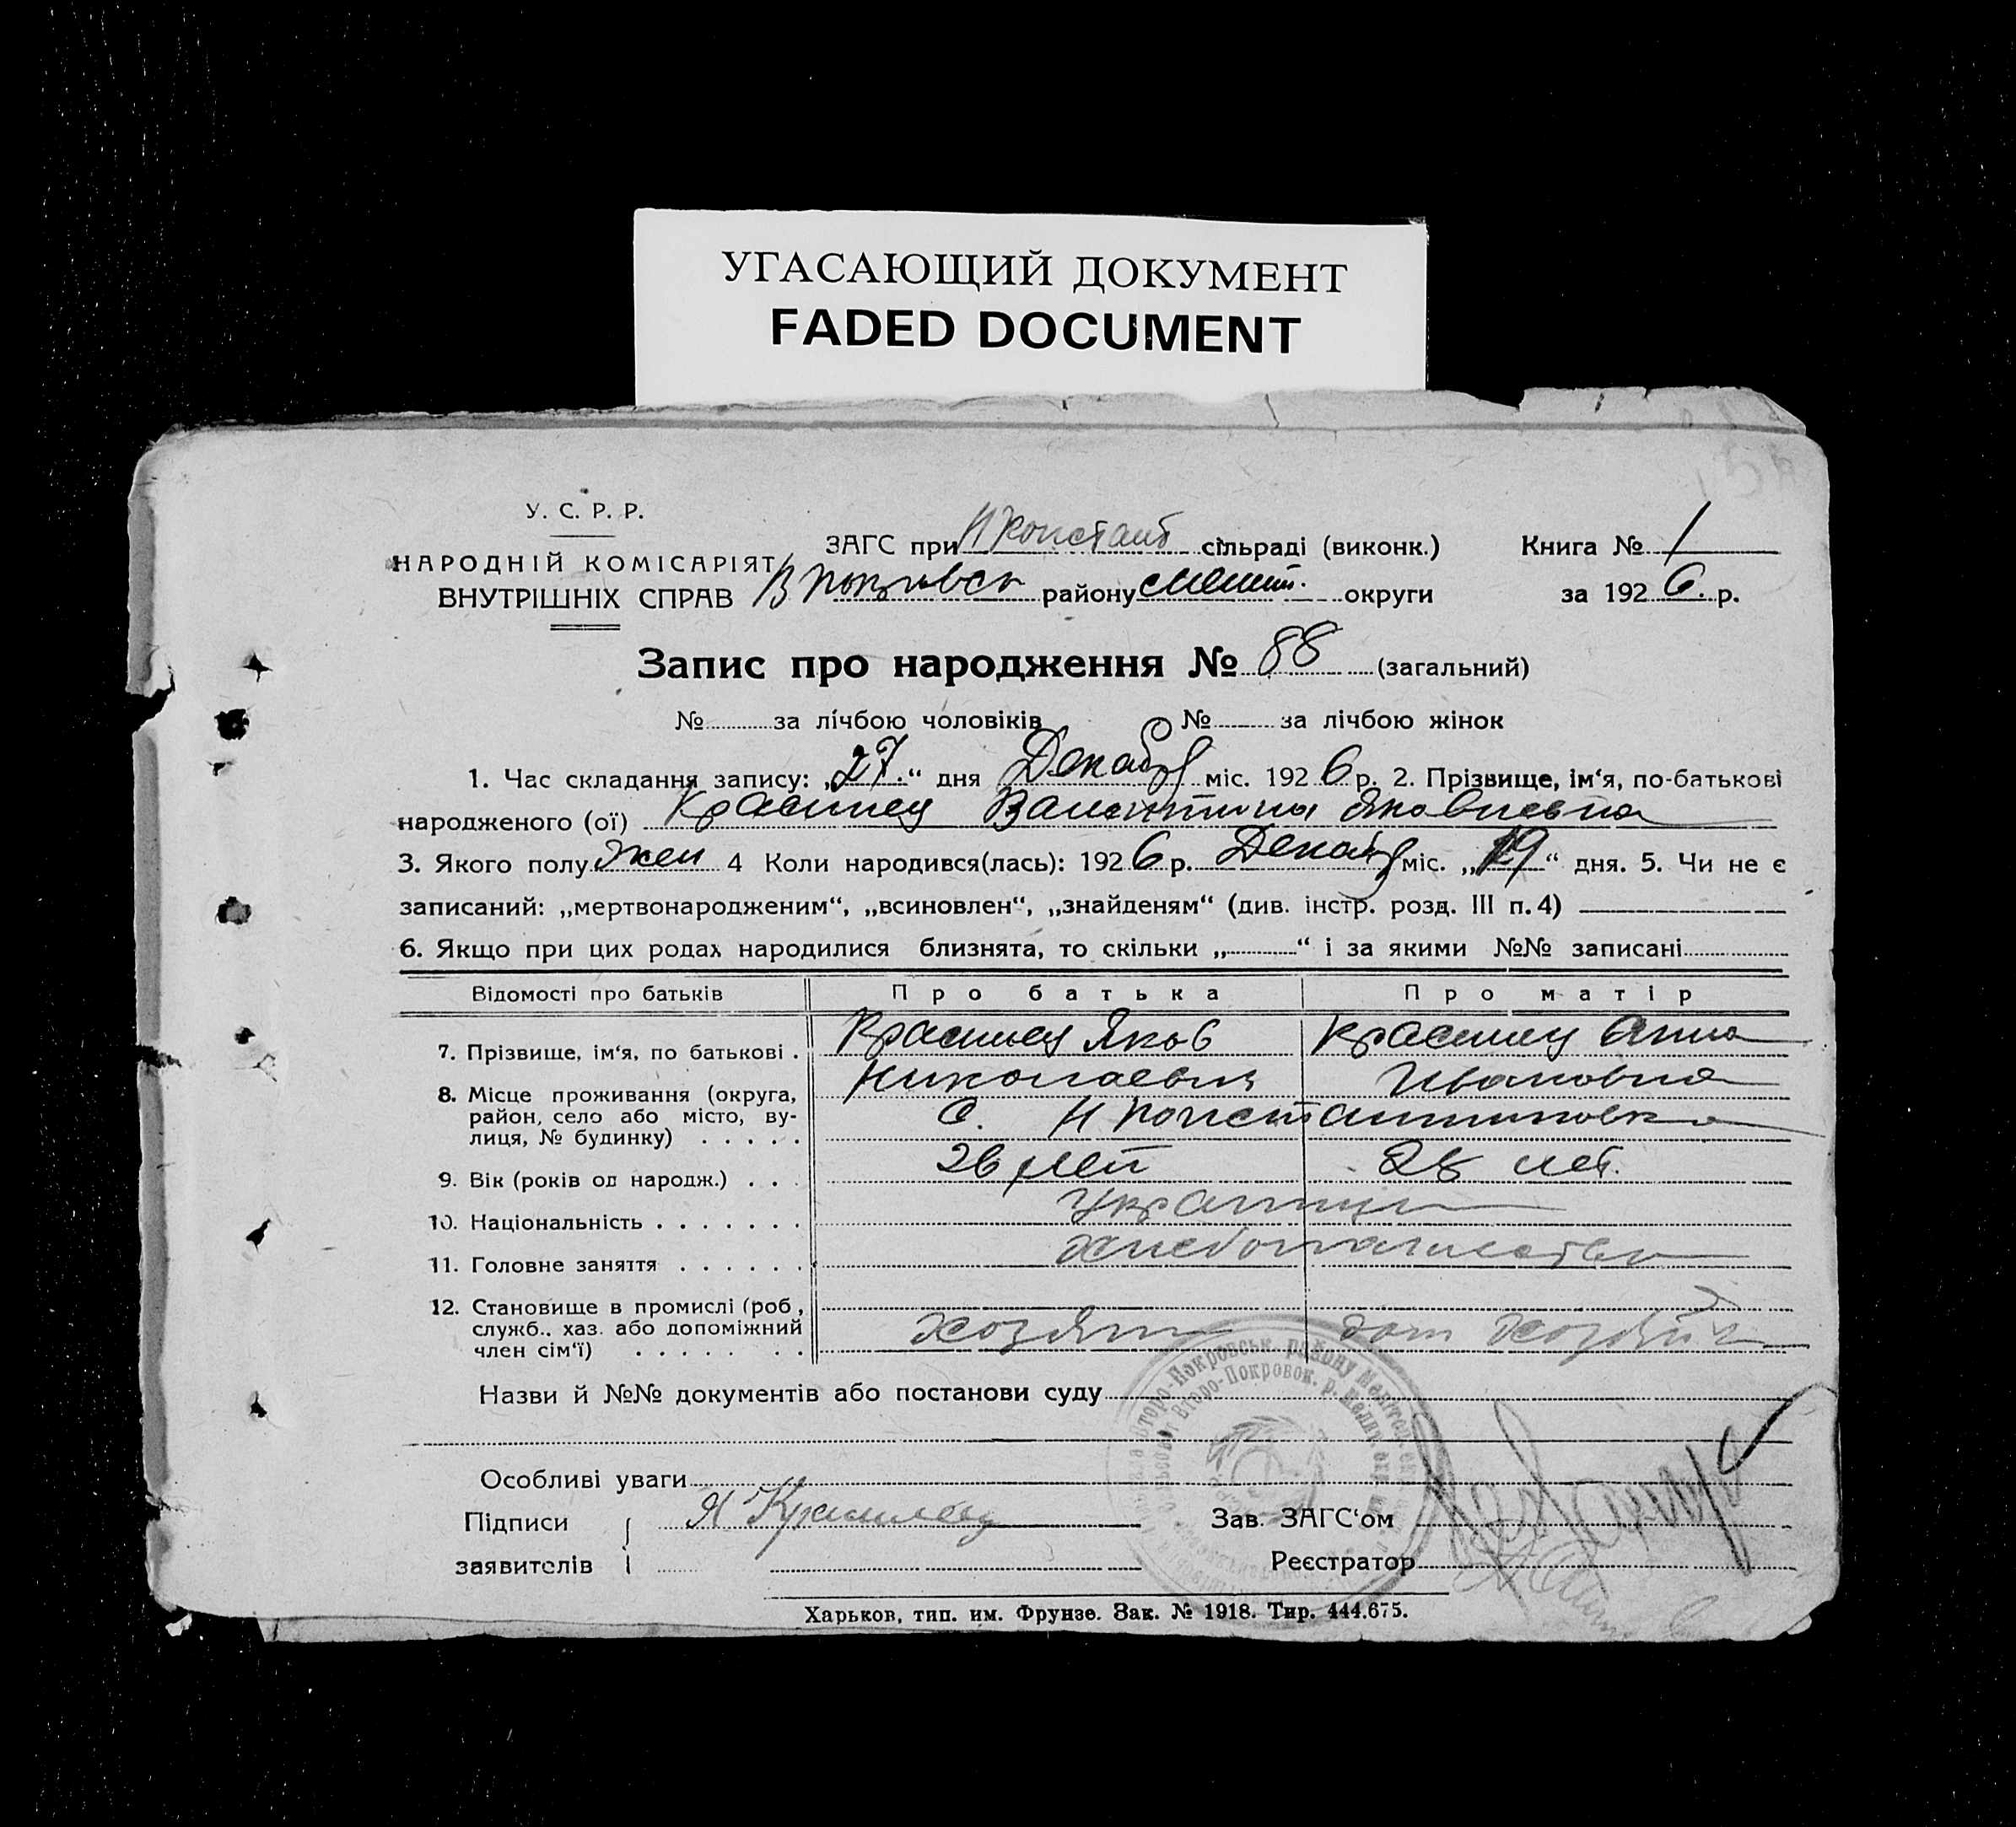 УГАСАЮЩИЙ ДОКУМЕНТ
FADED DOCUMENT
У. С. Р. Р.
НАРОДНІЙ КОМІСАРІЯТ
ВНУТРІШНІХ СПРАВ
ЗАГС при Н Констант сільраді (виконк.) Книга № 1
В Покровск району Мелит. округи за 1926. р.
Запис про народження № 88 (загальний)
№ за лічбою чоловіків № за лічбою жінок
1. Час складання запису: „27.“ дня Декабря міс. 1926 р. 2. Прізвище, ім‘я, по-батькові
народженого (ої) Валентина Яковлевна
3. Якого полу жен 4 Коли народився(лась): 1926 р. Декабря міс. „19“ дня. 5. Чи не є
записаний: „мертвонародженим“, „всиновлен“, „знайденям“ (див. інстр. розд. III п. 4)
6. Якщо при цих родах народилися близнята, то скільки „ “ і за якими №№ записані
Відомості про батьків Про батька Про матір
7. Прізвище, ім‘я, по батькові . Яков Анна
Николаевич Ивановна
8. Місце проживання (округа,
район, село або місто, ву-
лиця, № будинку) . . . . . С. Н Константиновка
9. Вік (років од народж.) . . . 26 лет 28 лет.
10. Національність . . . . . . . Украинцы
11. Головне заняття . . . . . . Хлебопашество
12. Становище в промислі (роб.,
служб., хаз. або допоміжний
член сім‘ї) . . . . . . . Хозяин дом хозяйка
Назви й №№ документів або постанови суду
Особливі уваги
Підписи
заявителів
Зав. ЗАГС‘ом
Реєстратор
Харьков, тип. им. Фрунзе. Зак. № 1918. Тир. 444.675.